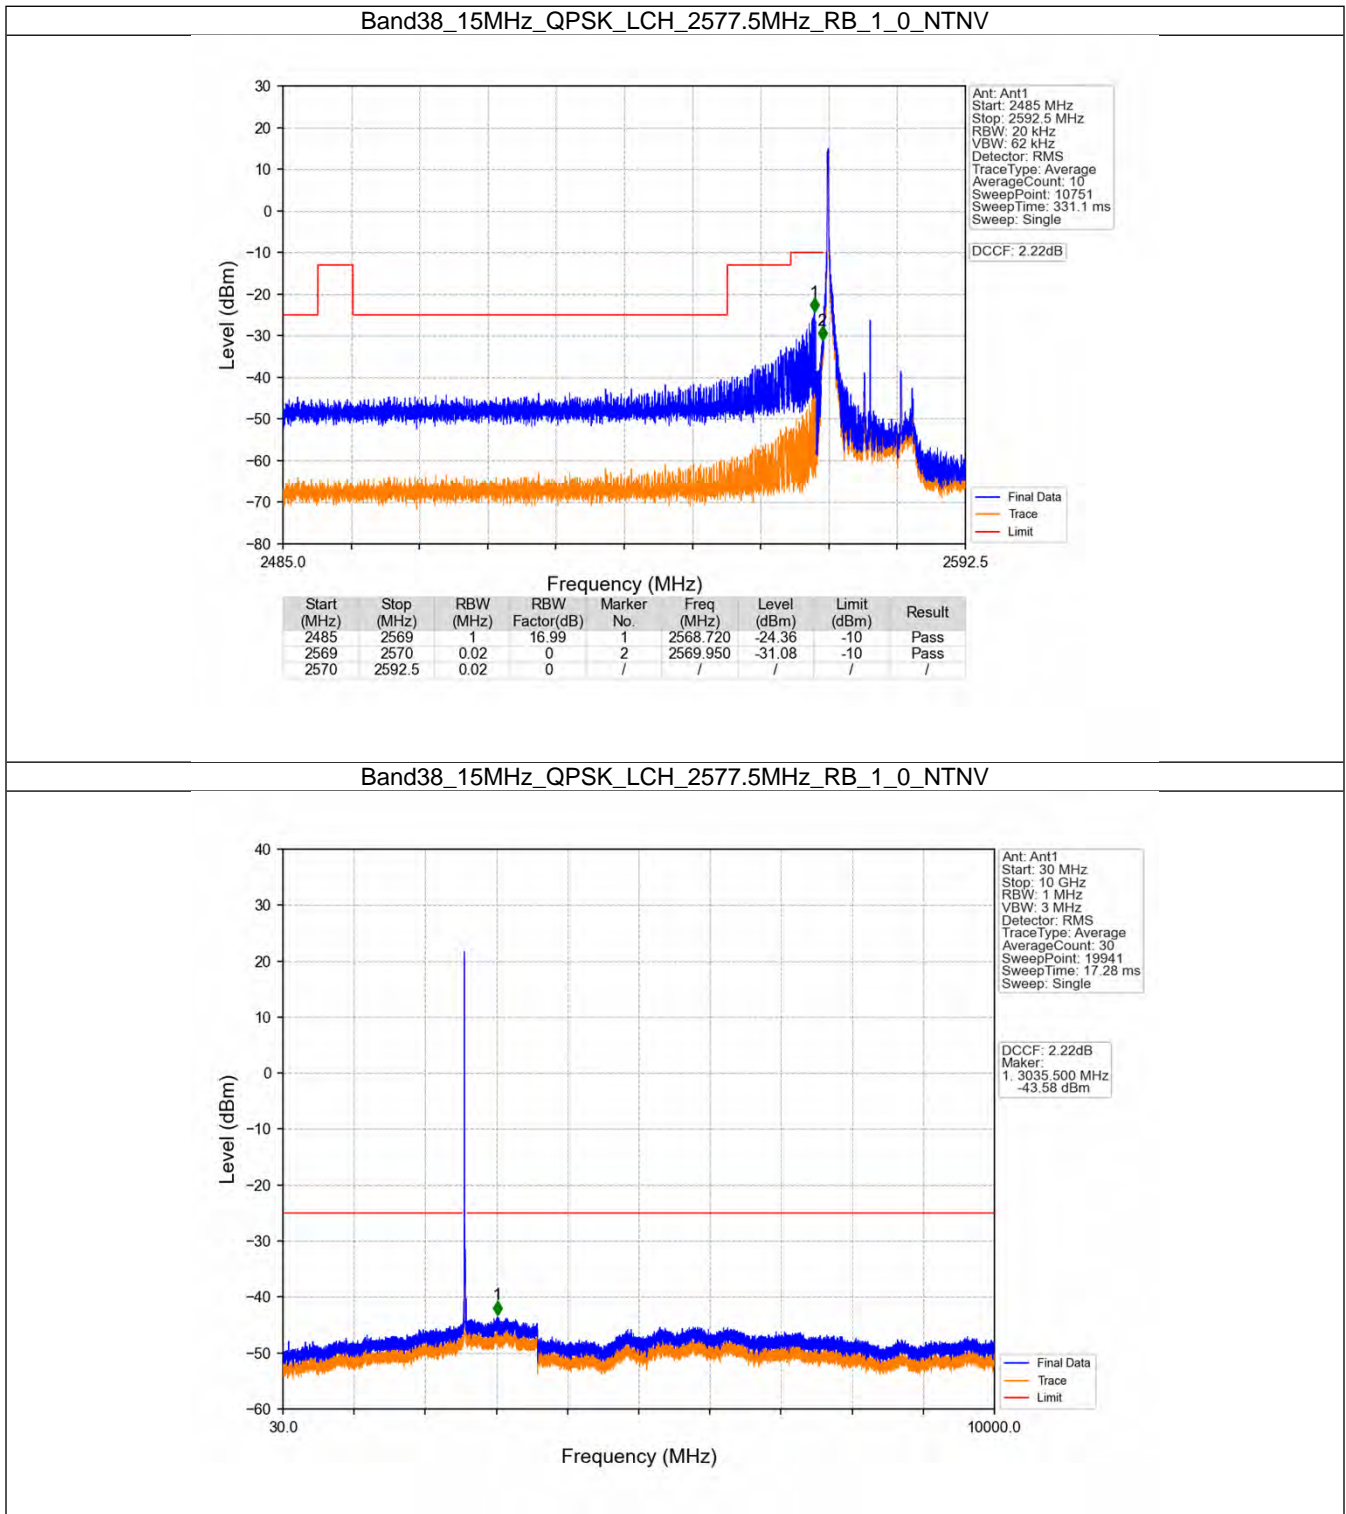 Band38_15MHz_QPSK_LCH_2577.5MHz_RB_1_0_NTNV
30
20
10
0
−10
−20
−30
−40
−50
−60
−70
−80
Level (dBm)
1
2
2485.0
2592.5
Frequency (MHz)
Ant: Ant1
Start: 2485 MHz
Stop: 2592.5 MHz
RBW: 20 kHz
VBW: 62 kHz
Detector: RMS
TraceType: Average
AverageCount: 10
SweepPoint: 10751
SweepTime: 331.1 ms
Sweep: Single
DCCF: 2.22dB
Final Data
Trace
Limit
Start (MHz) Stop (MHz) RBW (MHz) RBW Factor(dB) Marker No. Freq (MHz) Level (dBm) Limit (dBm) Result
2485 2569 1 16.99 1 2568.720 -24.36 -10 Pass
2569 2570 0.02 0 2 2569.950 -31.08 -10 Pass
2570 2592.5 0.02 0 / / / / /
Band38_15MHz_QPSK_LCH_2577.5MHz_RB_1_0_NTNV
40
30
20
10
0
−10
−20
−30
−40
−50
−60
Level (dBm)
1
30.0
10000.0
Frequency (MHz)
Ant: Ant1
Start: 30 MHz
Stop: 10 GHz
RBW: 1 MHz
VBW: 3 MHz
Detector: RMS
TraceType: Average
AverageCount: 30
SweepPoint: 19941
SweepTime: 17.28 ms
Sweep: Single
DCCF: 2.22dB
Maker:
1. 3035.500 MHz
-43.58 dBm
Final Data
Trace
Limit